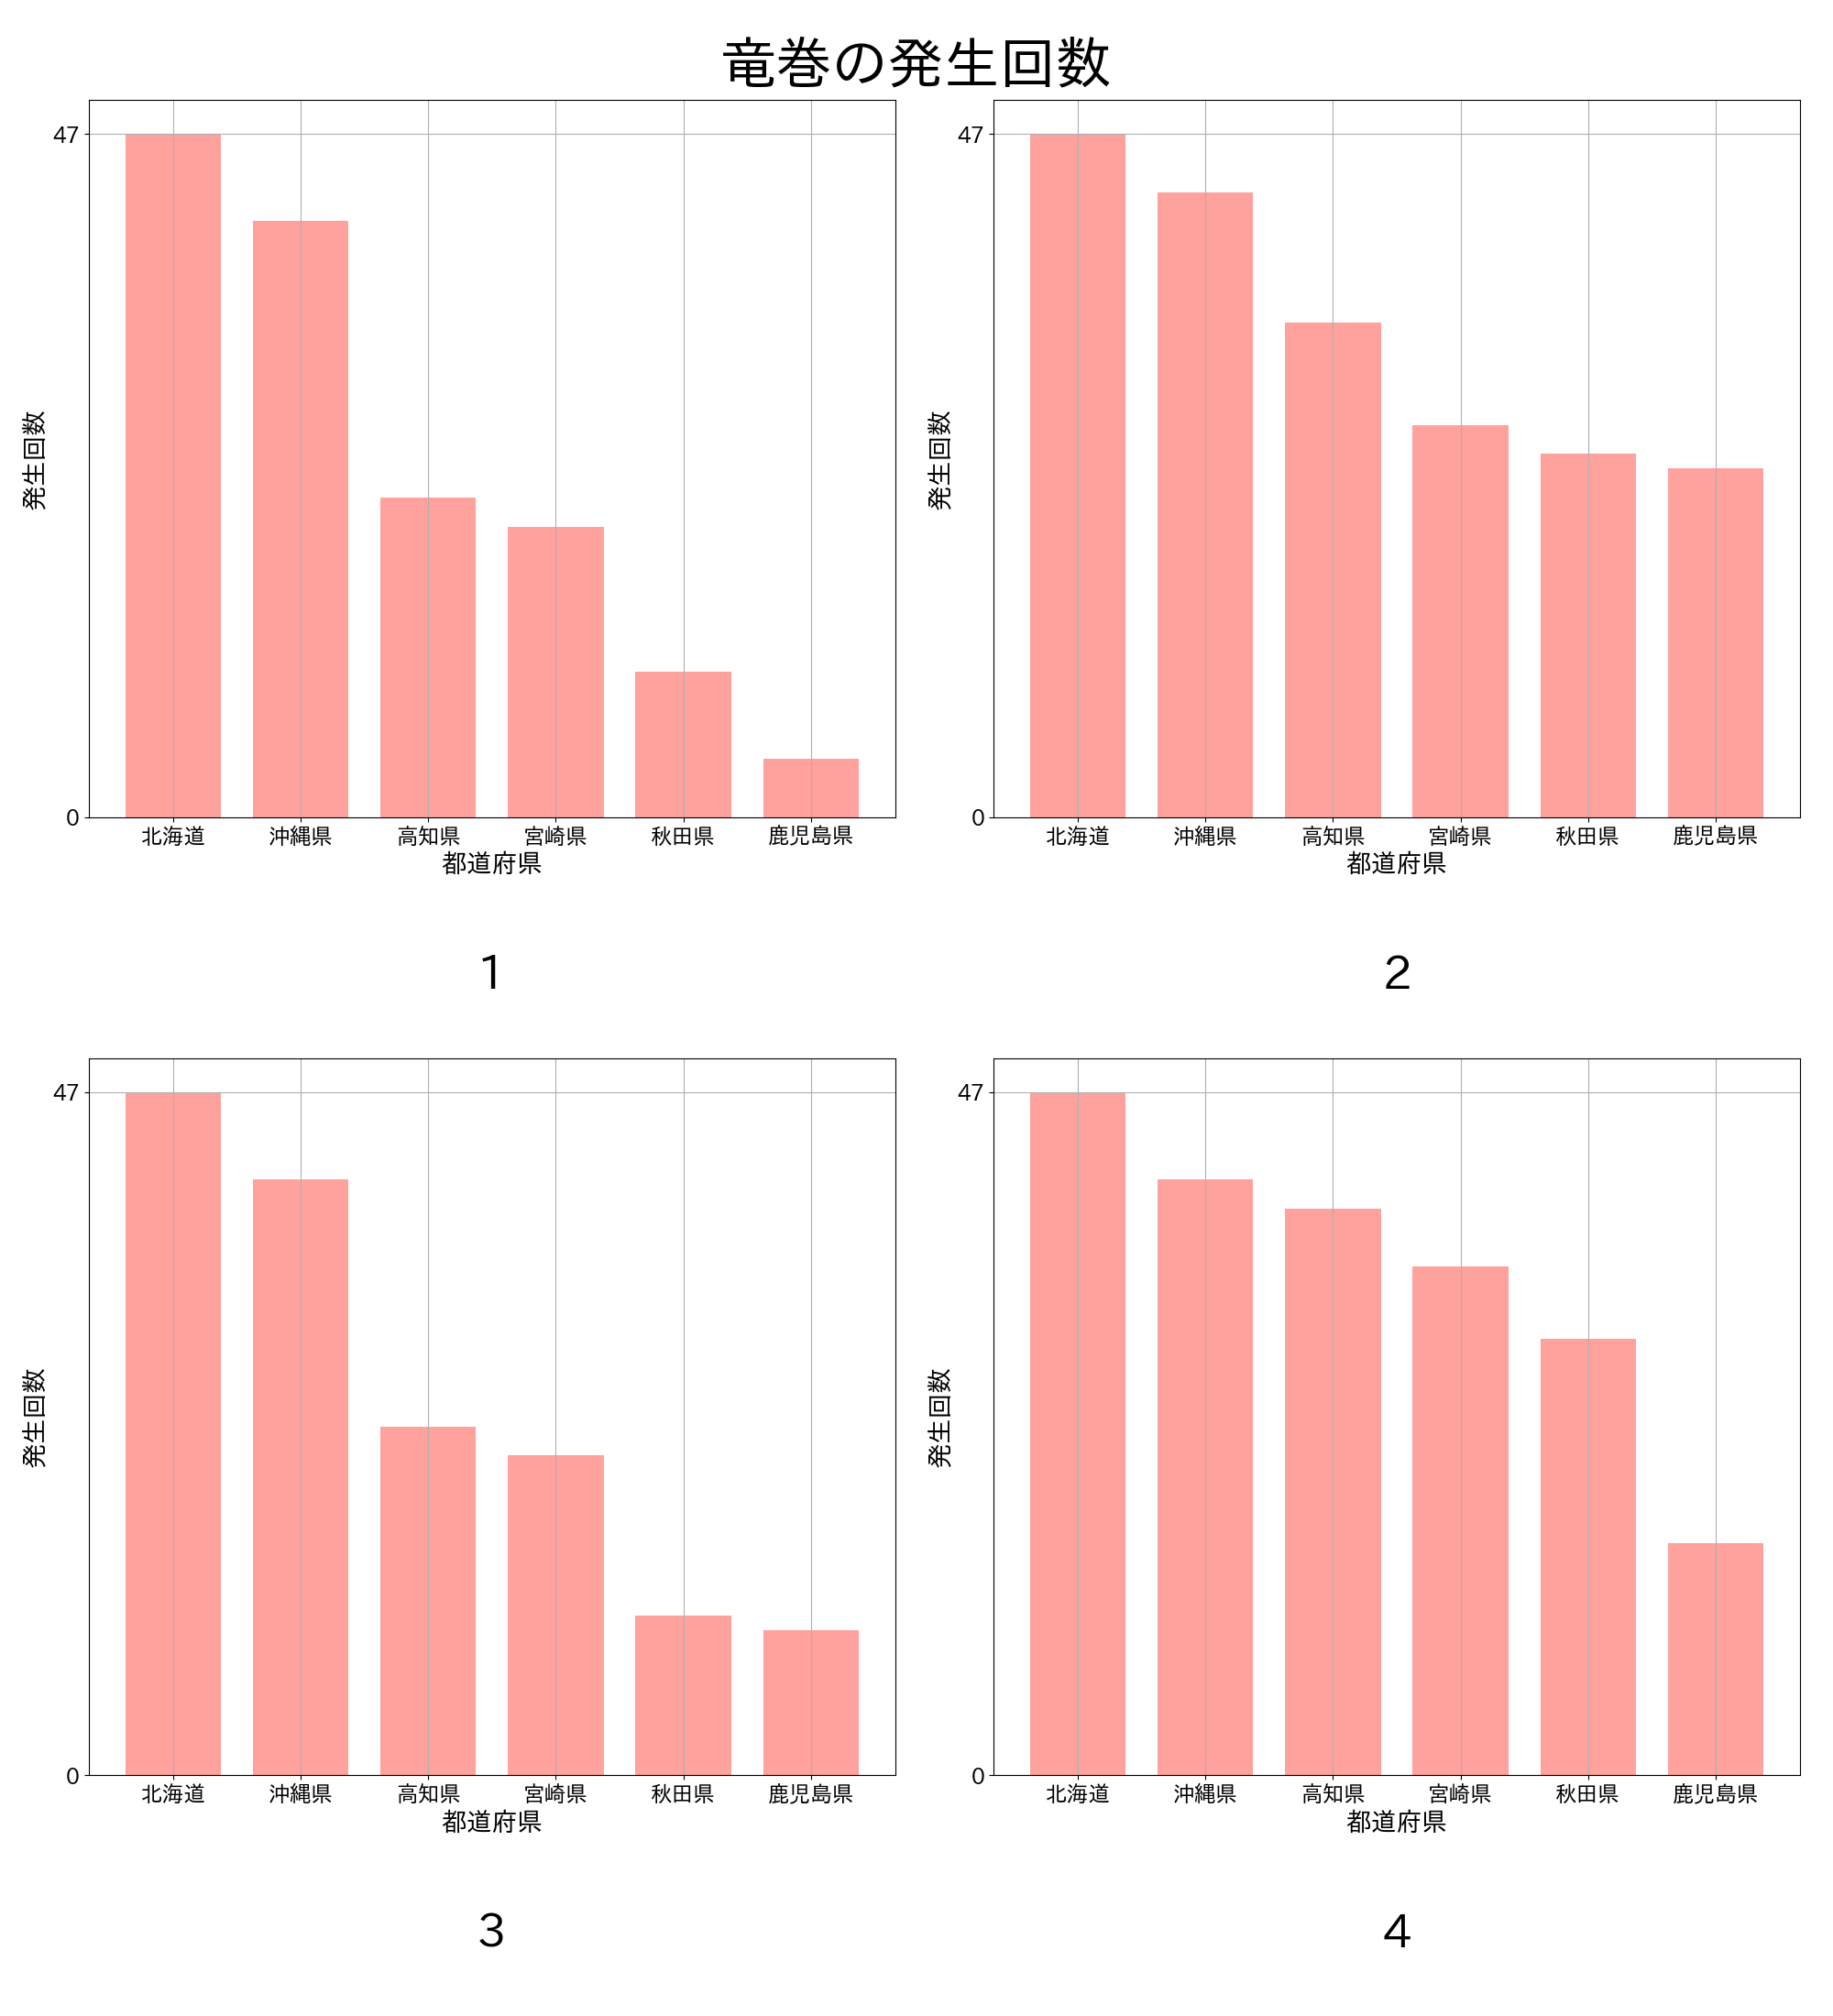 竜巻の発生回数
47
0
発生回数
北海道 沖縄県 高知県 宮崎県 秋田県 鹿児島県
都道府県
1
47
0
発生回数
北海道 沖縄県 高知県 宮崎県 秋田県 鹿児島県
都道府県
2
47
0
発生回数
北海道 沖縄県 高知県 宮崎県 秋田県 鹿児島県
都道府県
3
47
0
発生回数
北海道 沖縄県 高知県 宮崎県 秋田県 鹿児島県
都道府県
4